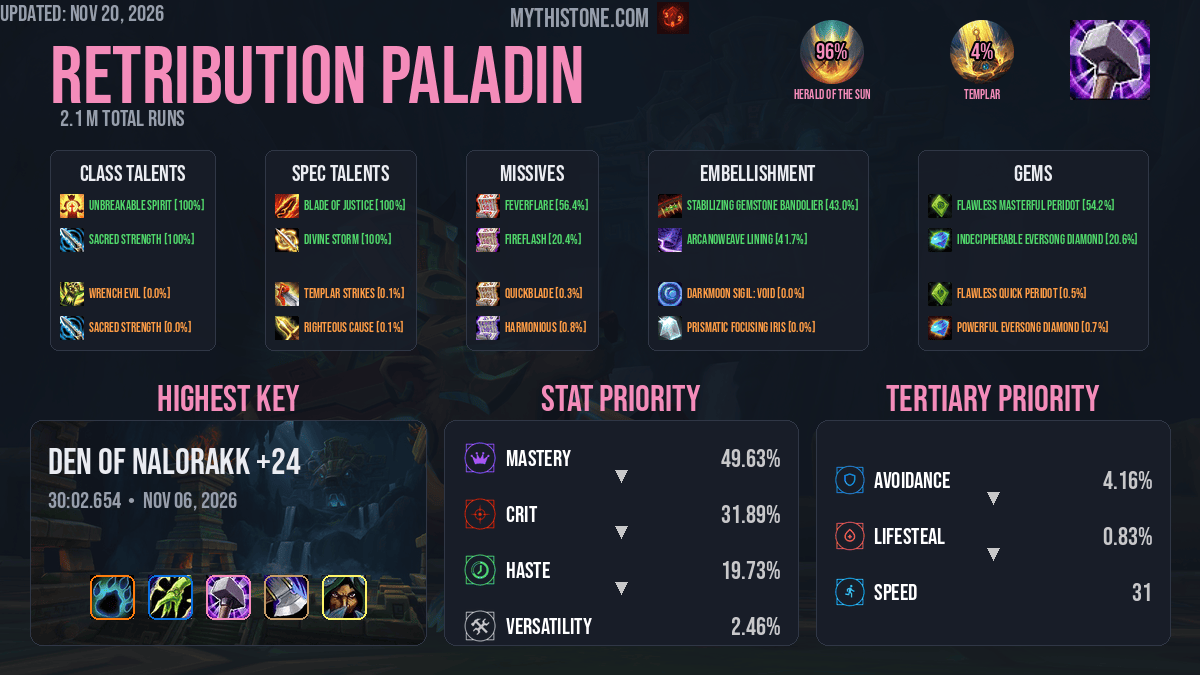 UPDATED: NOV 20, 2026
MYTHISTONE.COM
RETRIBUTION PALADIN
2.1 M TOTAL RUNS
96%
HERALD OF THE SUN
4%
TEMPLAR
CLASS TALENTS
UNBREAKABLE SPIRIT [100%]
SACRED STRENGTH [100%]
WRENCH EVIL [0.0%]
SACRED STRENGTH [0.0%]
SPEC TALENTS
BLADE OF JUSTICE [100%]
DIVINE STORM [100%]
TEMPLAR STRIKES [0.1%]
RIGHTEOUS CAUSE [0.1%]
MISSIVES
FEVERFLARE [56.4%]
FIREFLASH [20.4%]
QUICKBLADE [0.3%]
HARMONIOUS [0.8%]
EMBELLISHMENT
STABILIZING GEMSTONE BANDOLIER [43.0%]
ARCANOWEAVE LINING [41.7%]
DARKMOON SIGIL: VOID [0.0%]
PRISMATIC FOCUSING IRIS [0.0%]
GEMS
FLAWLESS MASTERFUL PERIDOT [54.2%]
INDECIPHERABLE EVERSONG DIAMOND [20.6%]
FLAWLESS QUICK PERIDOT [0.5%]
POWERFUL EVERSONG DIAMOND [0.7%]
HIGHEST KEY
DEN OF NALORAKK +24
30:02.654 • NOV 06, 2026
STAT PRIORITY
MASTERY 49.63%
CRIT 31.89%
HASTE 19.73%
VERSATILITY 2.46%
TERTIARY PRIORITY
AVOIDANCE 4.16%
LIFESTEAL 0.83%
SPEED 31